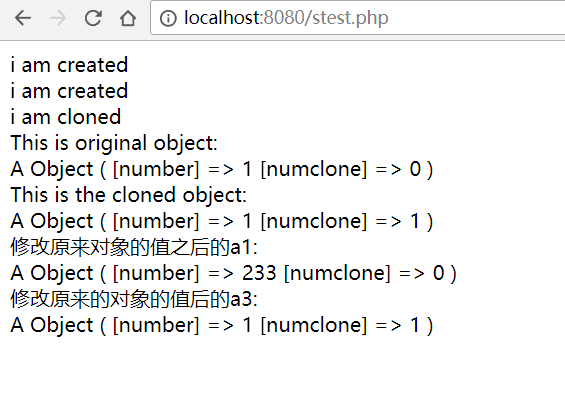 localhost:8080/stest.php
i am created
i am created
i am cloned
This is original object:
A Object ( [number] => 1 [numclone] => 0 )
This is the cloned object:
A Object ( [number] => 1 [numclone] => 1 )
修改原来对象的值之后的a1:
A Object ( [number] => 233 [numclone] => 0 )
修改原来的对象的值后的a3:
A Object ( [number] => 1 [numclone] => 1 )